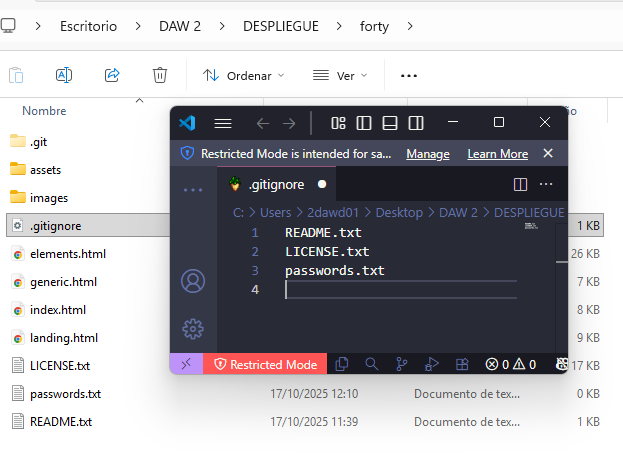 Escritorio > DAW 2 > DESPLIEGUE > forty >
Ordenar Ver ...
Nombre
.git
assets
images
.gitignore 1 KB
elements.html 26 KB
generic.html 7 KB
index.html 8 KB
landing.html 9 KB
LICENSE.txt 17 KB
passwords.txt 17/10/2025 12:10 Documento de tex... 0 KB
README.txt 17/10/2025 11:39 Documento de tex... 1 KB
Restricted Mode is intended for sa... Manage Learn More
.gitignore
C: > Users > 2dawd01 > Desktop > DAW 2 > DESPLIEGUE
1 README.txt
2 LICENSE.txt
3 passwords.txt
4
Restricted Mode 0 0